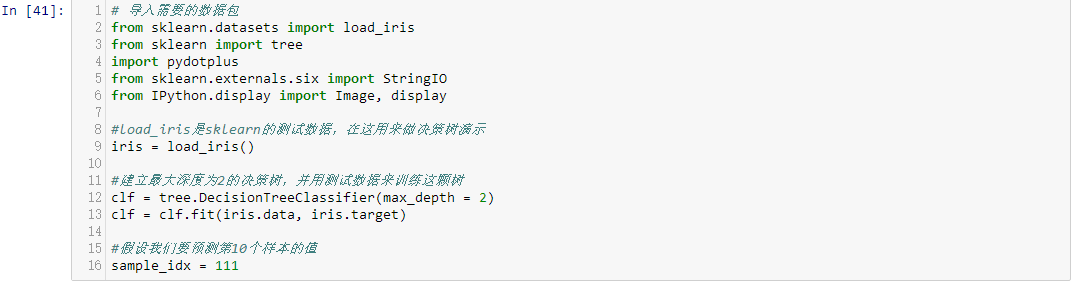 In [41]:
1 # 导入需要的数据包
2 from sklearn.datasets import load_iris
3 from sklearn import tree
4 import pydotplus
5 from sklearn.externals.six import StringIO
6 from IPython.display import Image, display
7
8 #load_iris是sklearn的测试数据，在这用来做决策树演示
9 iris = load_iris()
10
11 #建立最大深度为2的决策树，并用测试数据来训练这颗树
12 clf = tree.DecisionTreeClassifier(max_depth = 2)
13 clf = clf.fit(iris.data, iris.target)
14
15 #假设我们要预测第10个样本的值
16 sample_idx = 111